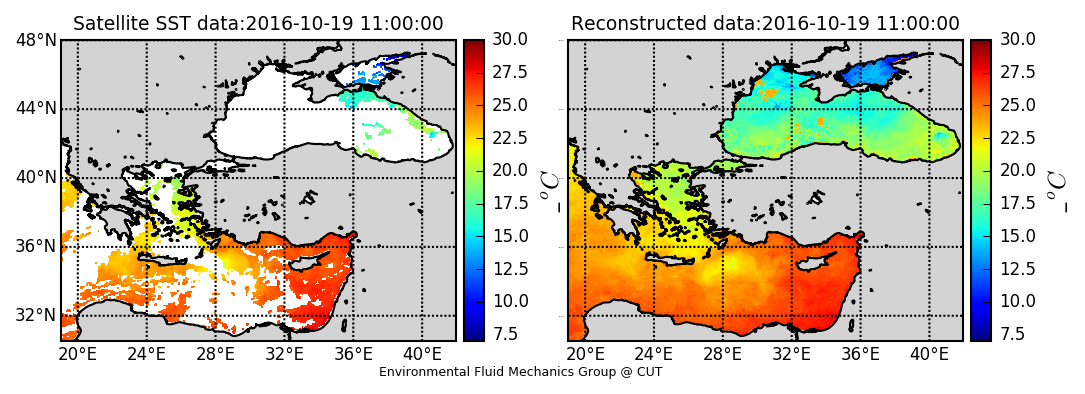 Satellite SST data:2016-10-19 11:00:00
48°N
44°N
40°N
36°N
32°N
20°E 24°E 28°E 32°E 36°E 40°E
30.0
27.5
25.0
22.5
20.0
17.5
15.0
12.5
10.0
7.5
_°C
Reconstructed data:2016-10-19 11:00:00
20°E 24°E 28°E 32°E 36°E 40°E
30.0
27.5
25.0
22.5
20.0
17.5
15.0
12.5
10.0
7.5
_°C
Environmental Fluid Mechanics Group @ CUT